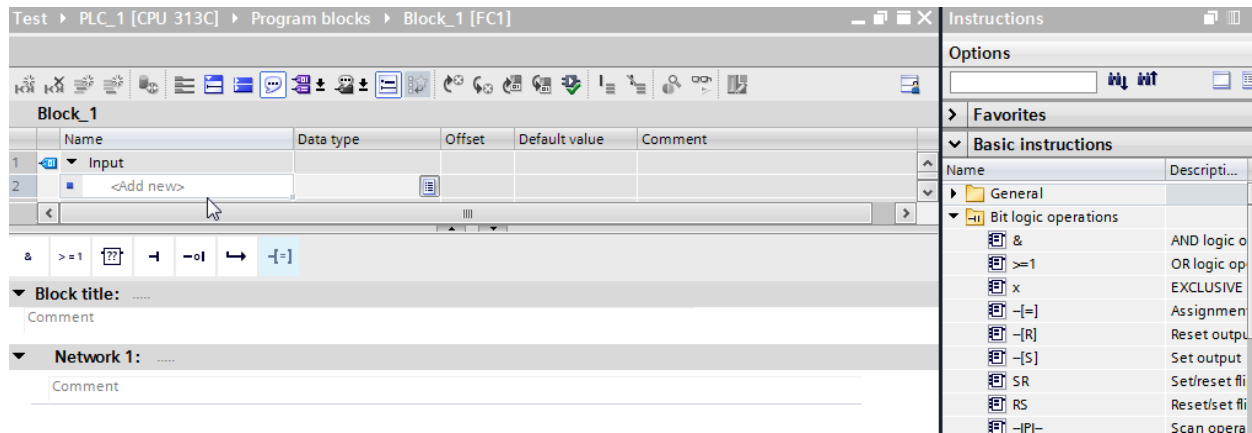 Test ▸ PLC_1 [CPU 313C] ▸ Program blocks ▸ Block_1 [FC1]
Block_1
Name Data type Offset Default value Comment
1 Input
2 <Add new>
& >=1 ?? -o| -[=]
Block title: .....
Comment
Network 1: .....
Comment
Instructions
Options
Favorites
Basic instructions
Name Descripti...
General
Bit logic operations
& AND logic o
>=1 OR logic op
x EXCLUSIVE
-[=] Assignmen
-[R] Reset outpu
-[S] Set output
SR Set/reset fli
RS Reset/set fli
-|P|- Scan opera